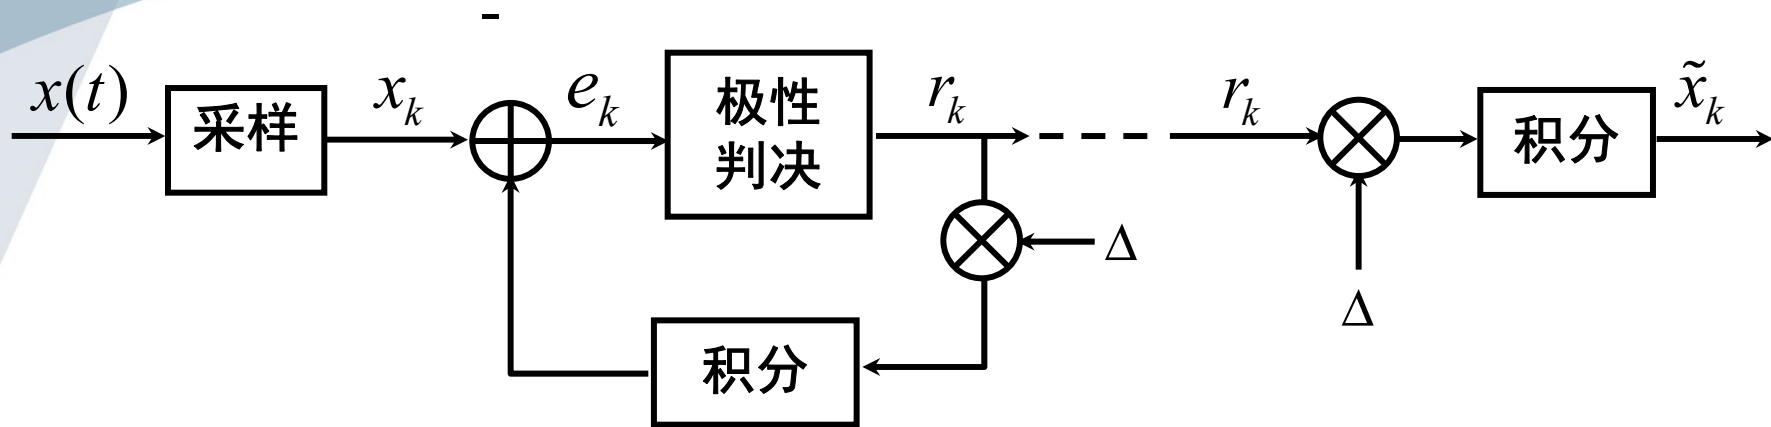 -
x(t)
采样
x_k
e_k
极性
判决
r_k
r_k
积分
x̃_k
Δ
Δ
积分